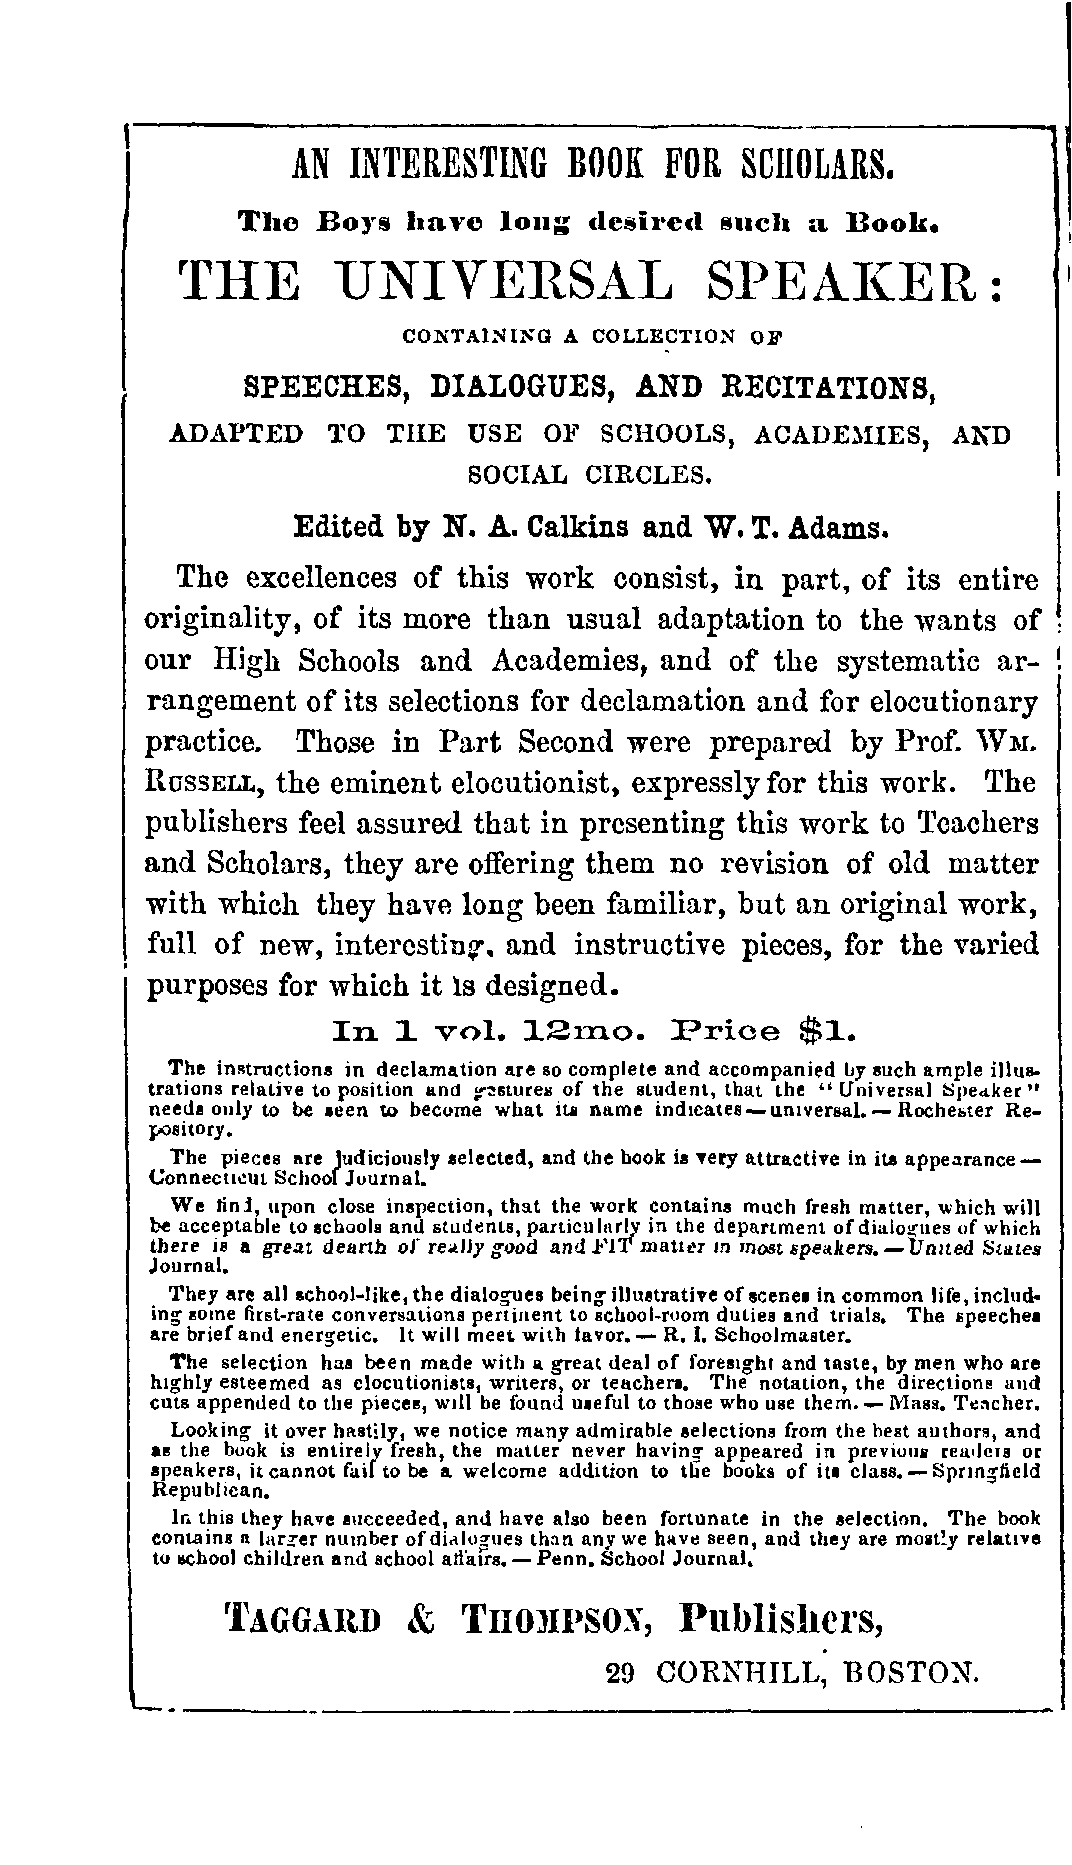 AN INTERESTING BOOK FOR SCHOLARS.
The Boys have long desired such a Book.
THE UNIVERSAL SPEAKER:
CONTAINING A COLLECTION OF
SPEECHES, DIALOGUES, AND RECITATIONS,
ADAPTED TO THE USE OF SCHOOLS, ACADEMIES, AND
SOCIAL CIRCLES.
Edited by N. A. Calkins and W. T. Adams.
The excellences of this work consist, in part, of its entire
originality, of its more than usual adaptation to the wants of
our High Schools and Academies, and of the systematic ar-
rangement of its selections for declamation and for elocutionary
practice. Those in Part Second were prepared by Prof. WM.
RUSSELL, the eminent elocutionist, expressly for this work. The
publishers feel assured that in presenting this work to Teachers
and Scholars, they are offering them no revision of old matter
with which they have long been familiar, but an original work,
full of new, interesting, and instructive pieces, for the varied
purposes for which it is designed.
In 1 vol. 12mo. Price $1.
The instructions in declamation are so complete and accompanied by such ample illus-
trations relative to position and gestures of the student, that the "Universal Speaker"
needs only to be seen to become what its name indicates—universal.—Rochester Re-
pository.
The pieces are judiciously selected, and the book is very attractive in its appearance—
Connecticut School Journal.
We find, upon close inspection, that the work contains much fresh matter, which will
be acceptable to schools and students, particularly in the department of dialogues of which
there is a great dearth of really good and FIT matter in most speakers.—United States
Journal.
They are all school-like, the dialogues being illustrative of scenes in common life, includ-
ing some first-rate conversations pertinent to school-room duties and trials. The speeches
are brief and energetic. It will meet with favor.—R. I. Schoolmaster.
The selection has been made with a great deal of foresight and taste, by men who are
highly esteemed as elocutionists, writers, or teachers. The notation, the directions and
cuts appended to the pieces, will be found useful to those who use them.—Mass. Teacher.
Looking it over hastily, we notice many admirable selections from the best authors, and
as the book is entirely fresh, the matter never having appeared in previous readers or
speakers, it cannot fail to be a welcome addition to the books of its class.—Springfield
Republican.
In this they have succeeded, and have also been fortunate in the selection. The book
contains a larger number of dialogues than any we have seen, and they are mostly relative
to school children and school affairs.—Penn. School Journal.
TAGGARD & THOMPSON, Publishers,
29 CORNHILL, BOSTON.